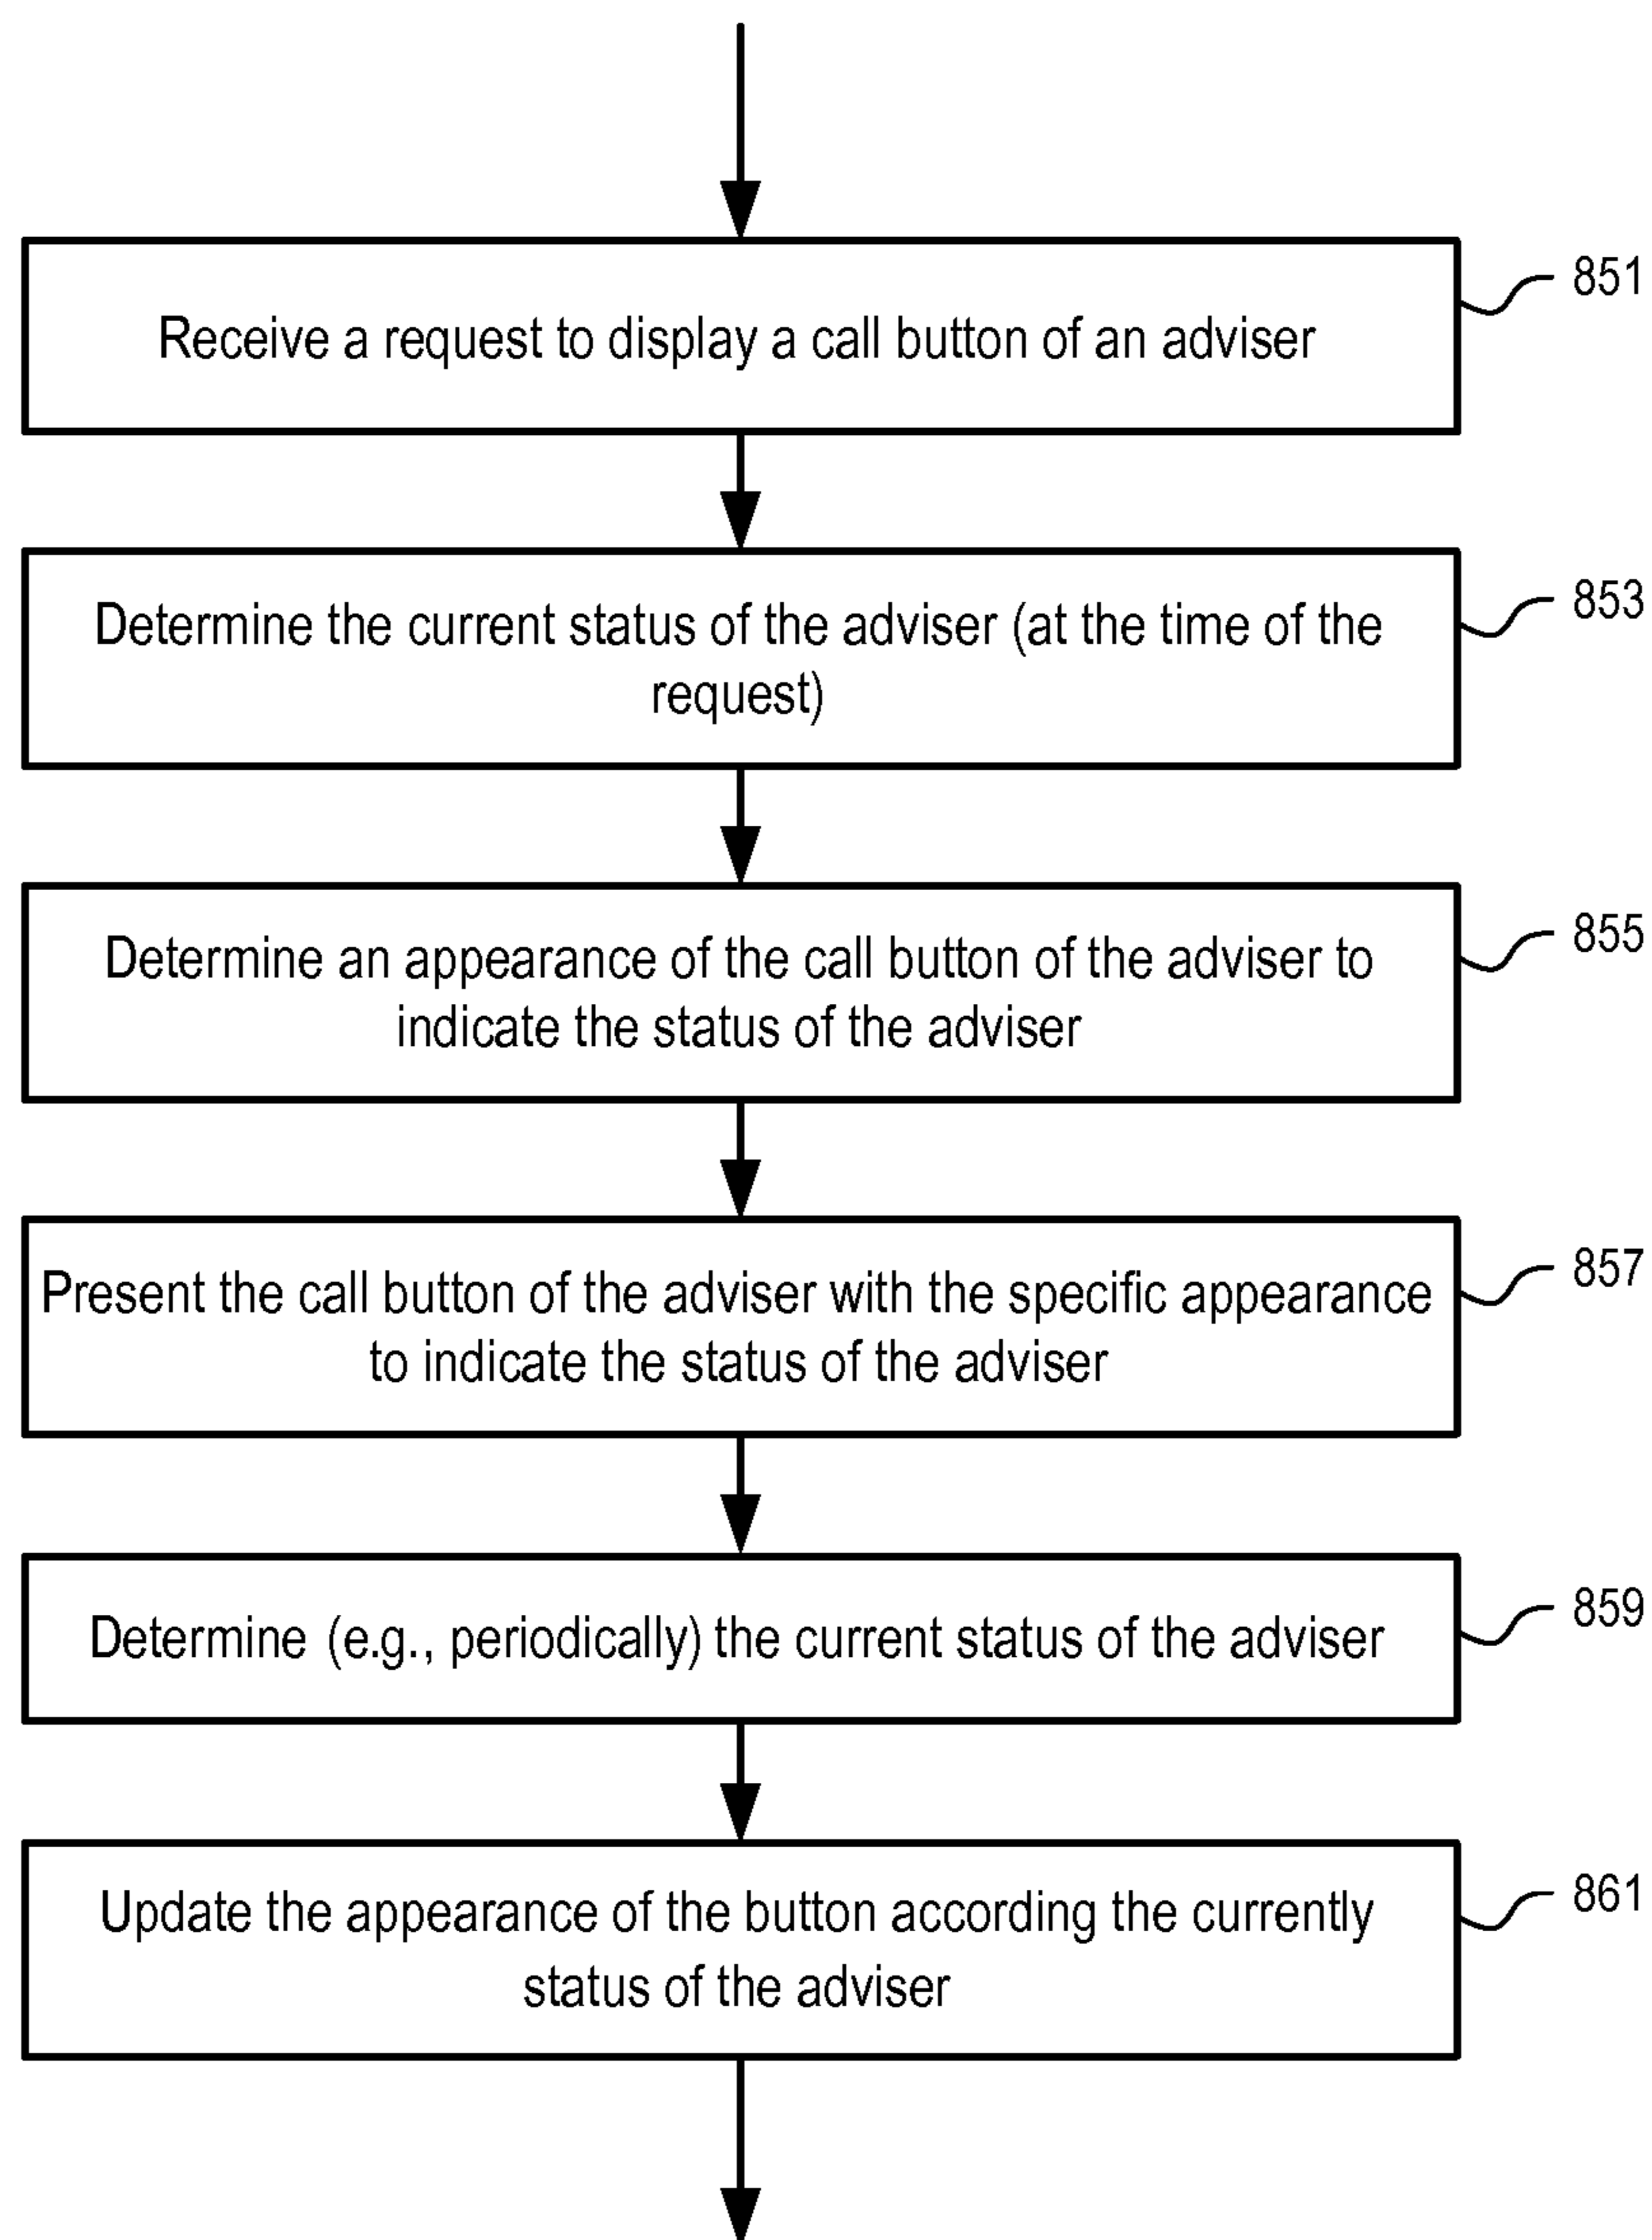 851
Receive a request to display a call button of an adviser
853
Determine the current status of the adviser (at the time of the
request)
855
Determine an appearance of the call button of the adviser to
indicate the status of the adviser
857
Present the call button of the adviser with the specific appearance
to indicate the status of the adviser
859
Determine (e.g., periodically) the current status of the adviser
861
Update the appearance of the button according the currently
status of the adviser